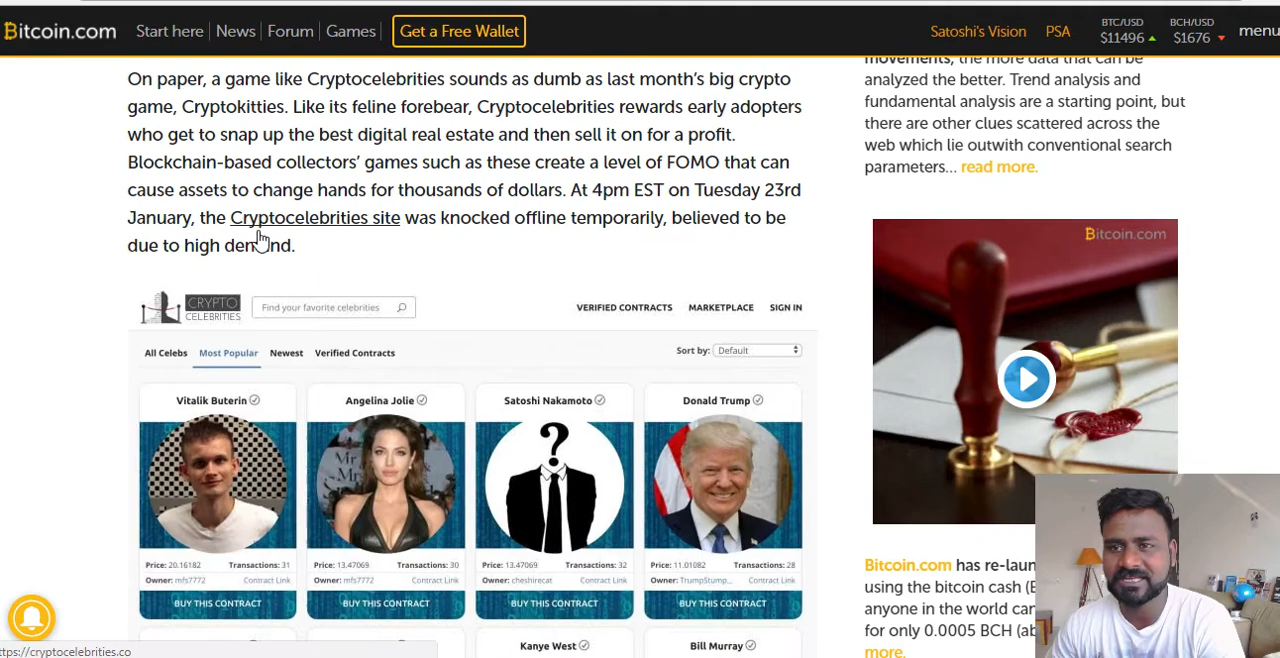 Bitcoin.com
Start here
News
Forum
Games
Get a Free Wallet
Satoshi's Vision
PSA
BTC/USD
$11496
BCH/USD
$1676
menu
On paper, a game like Cryptocelebrities sounds as dumb as last month's big crypto
game, Cryptokitties. Like its feline forebear, Cryptocelebrities rewards early adopters
who get to snap up the best digital real estate and then sell it on for a profit.
Blockchain-based collectors' games such as these create a level of FOMO that can
cause assets to change hands for thousands of dollars. At 4pm EST on Tuesday 23rd
January, the Cryptocelebrities site was knocked offline temporarily, believed to be
due to high demand.
CRYPTO
CELEBRITIES
Find your favorite celebrities
VERIFIED CONTRACTS
MARKETPLACE
SIGN IN
All Celebs
Most Popular
Newest
Verified Contracts
Sort by:
Default
Vitalik Buterin
Price: 20.16182
Transactions: 31
Owner: mfs7772
Contract Link
BUY THIS CONTRACT
Angelina Jolie
Mr
Price: 13.47069
Transactions: 30
Owner: mfs7772
Contract Link
BUY THIS CONTRACT
Satoshi Nakamoto
?
Price: 13.47069
Transactions: 32
Owner: cheshirecat
Contract Link
BUY THIS CONTRACT
Donald Trump
Price: 11.01082
Transactions: 28
Owner: TrumpStump...
Contract Link
BUY THIS CONTRACT
Kanye West
Bill Murray
ttps://cryptocelebrities.co
movements, the more data that can be
analyzed the better. Trend analysis and
fundamental analysis are a starting point, but
there are other clues scattered across the
web which lie outwith conventional search
parameters... read more.
Bitcoin.com
Bitcoin.com has re-laun
using the bitcoin cash (B
anyone in the world can
for only 0.0005 BCH (ab
more.